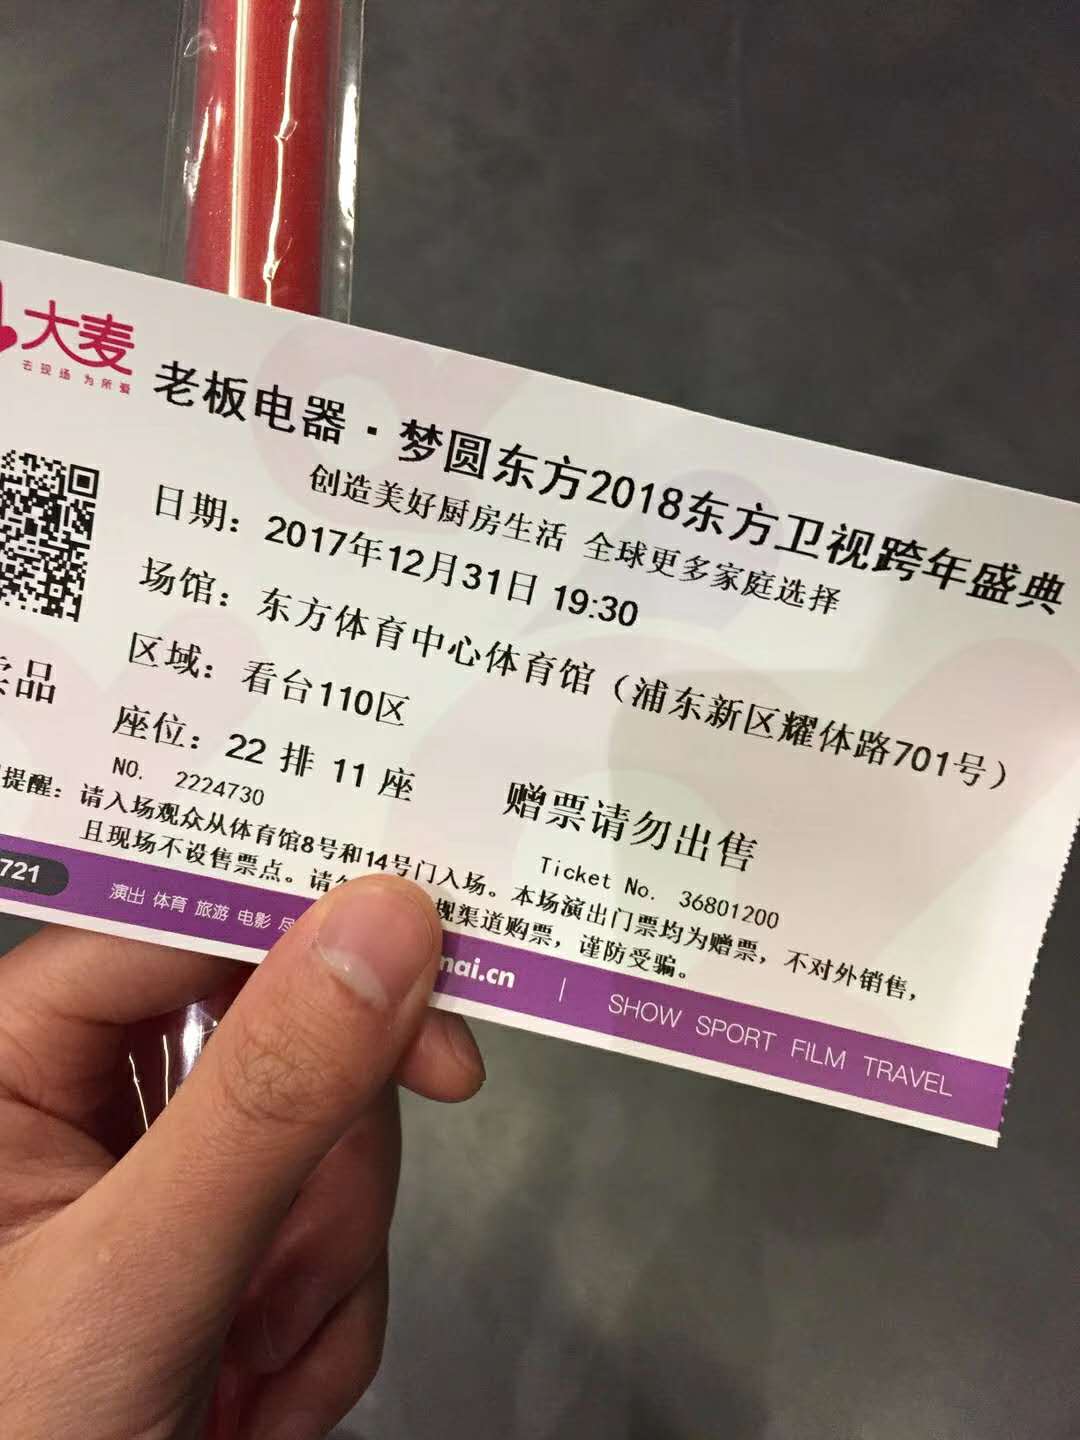 大麦
去现场 为所爱
老板电器·梦圆东方2018东方卫视跨年盛典
创造美好厨房生活 全球更多家庭选择
日期：2017年12月31日 19:30
场馆：东方体育中心体育馆（浦东新区耀体路701号）
区域：看台110区
座位：22 排 11 座
品
NO. 2224730
赠票请勿出售
Ticket No. 36801200
提醒：请入场观众从体育馆8号和14号门入场。本场演出门票均为赠票，不对外销售，
且现场不设售票点。请 规渠道购票，谨防受骗。
721
演出 体育 旅游 电影
mai.cn | SHOW SPORT FILM TRAVEL